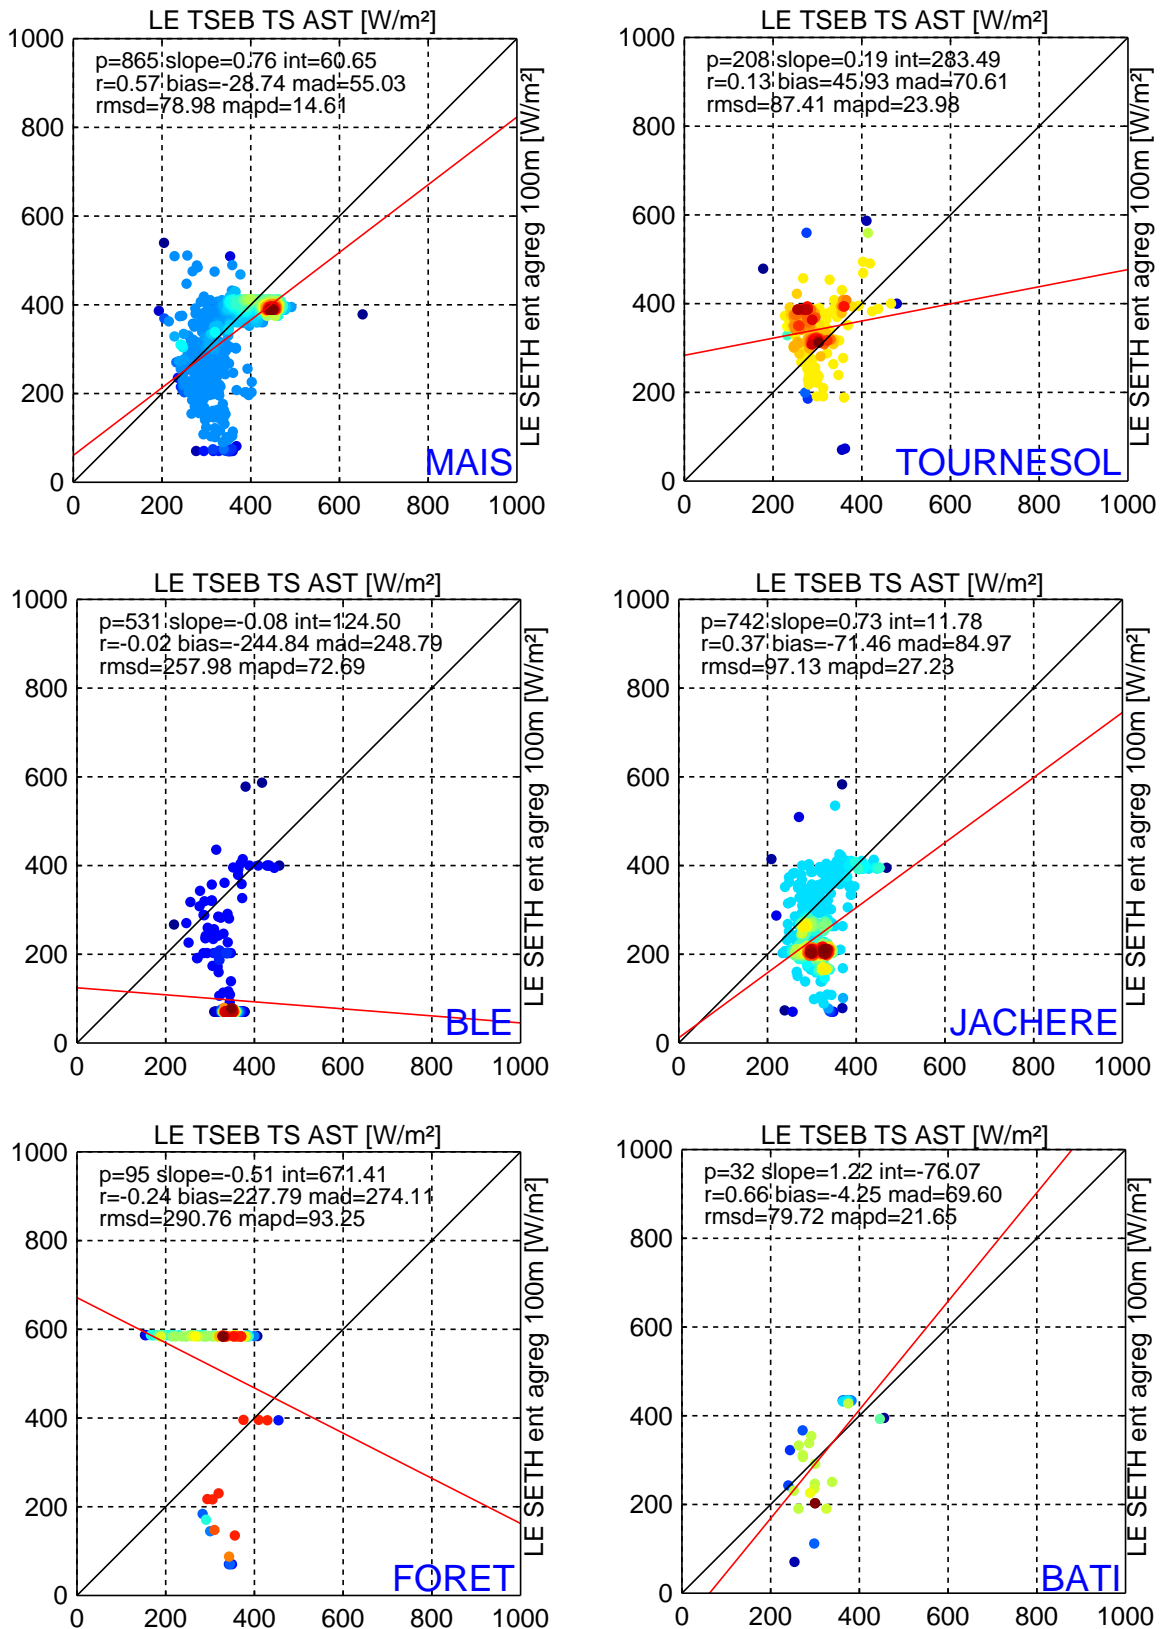 LE TSEB TS AST [W/m²]
p=865 slope=0.76 int=60.65
r=0.57 bias=-28.74 mad=55.03
rmsd=78.98 mapd=14.61
1000
800
600
400
200
0
0 200 400 600 800 1000
LE SETH ent agreg 100m [W/m²]
MAIS
LE TSEB TS AST [W/m²]
p=208 slope=0.19 int=283.49
r=0.13 bias=45.93 mad=70.61
rmsd=87.41 mapd=23.98
1000
800
600
400
200
0
0 200 400 600 800 1000
LE SETH ent agreg 100m [W/m²]
TOURNESOL
LE TSEB TS AST [W/m²]
p=531 slope=-0.08 int=124.50
r=-0.02 bias=-244.84 mad=248.79
rmsd=257.98 mapd=72.69
1000
800
600
400
200
0
0 200 400 600 800 1000
LE SETH ent agreg 100m [W/m²]
BLE
LE TSEB TS AST [W/m²]
p=742 slope=0.73 int=11.78
r=0.37 bias=-71.46 mad=84.97
rmsd=97.13 mapd=27.23
1000
800
600
400
200
0
0 200 400 600 800 1000
LE SETH ent agreg 100m [W/m²]
JACHERE
LE TSEB TS AST [W/m²]
p=95 slope=-0.51 int=671.41
r=-0.24 bias=227.79 mad=274.11
rmsd=290.76 mapd=93.25
1000
800
600
400
200
0
0 200 400 600 800 1000
LE SETH ent agreg 100m [W/m²]
FORET
LE TSEB TS AST [W/m²]
p=32 slope=1.22 int=-76.07
r=0.66 bias=-4.25 mad=69.60
rmsd=79.72 mapd=21.65
1000
800
600
400
200
0
0 200 400 600 800 1000
LE SETH ent agreg 100m [W/m²]
BATI